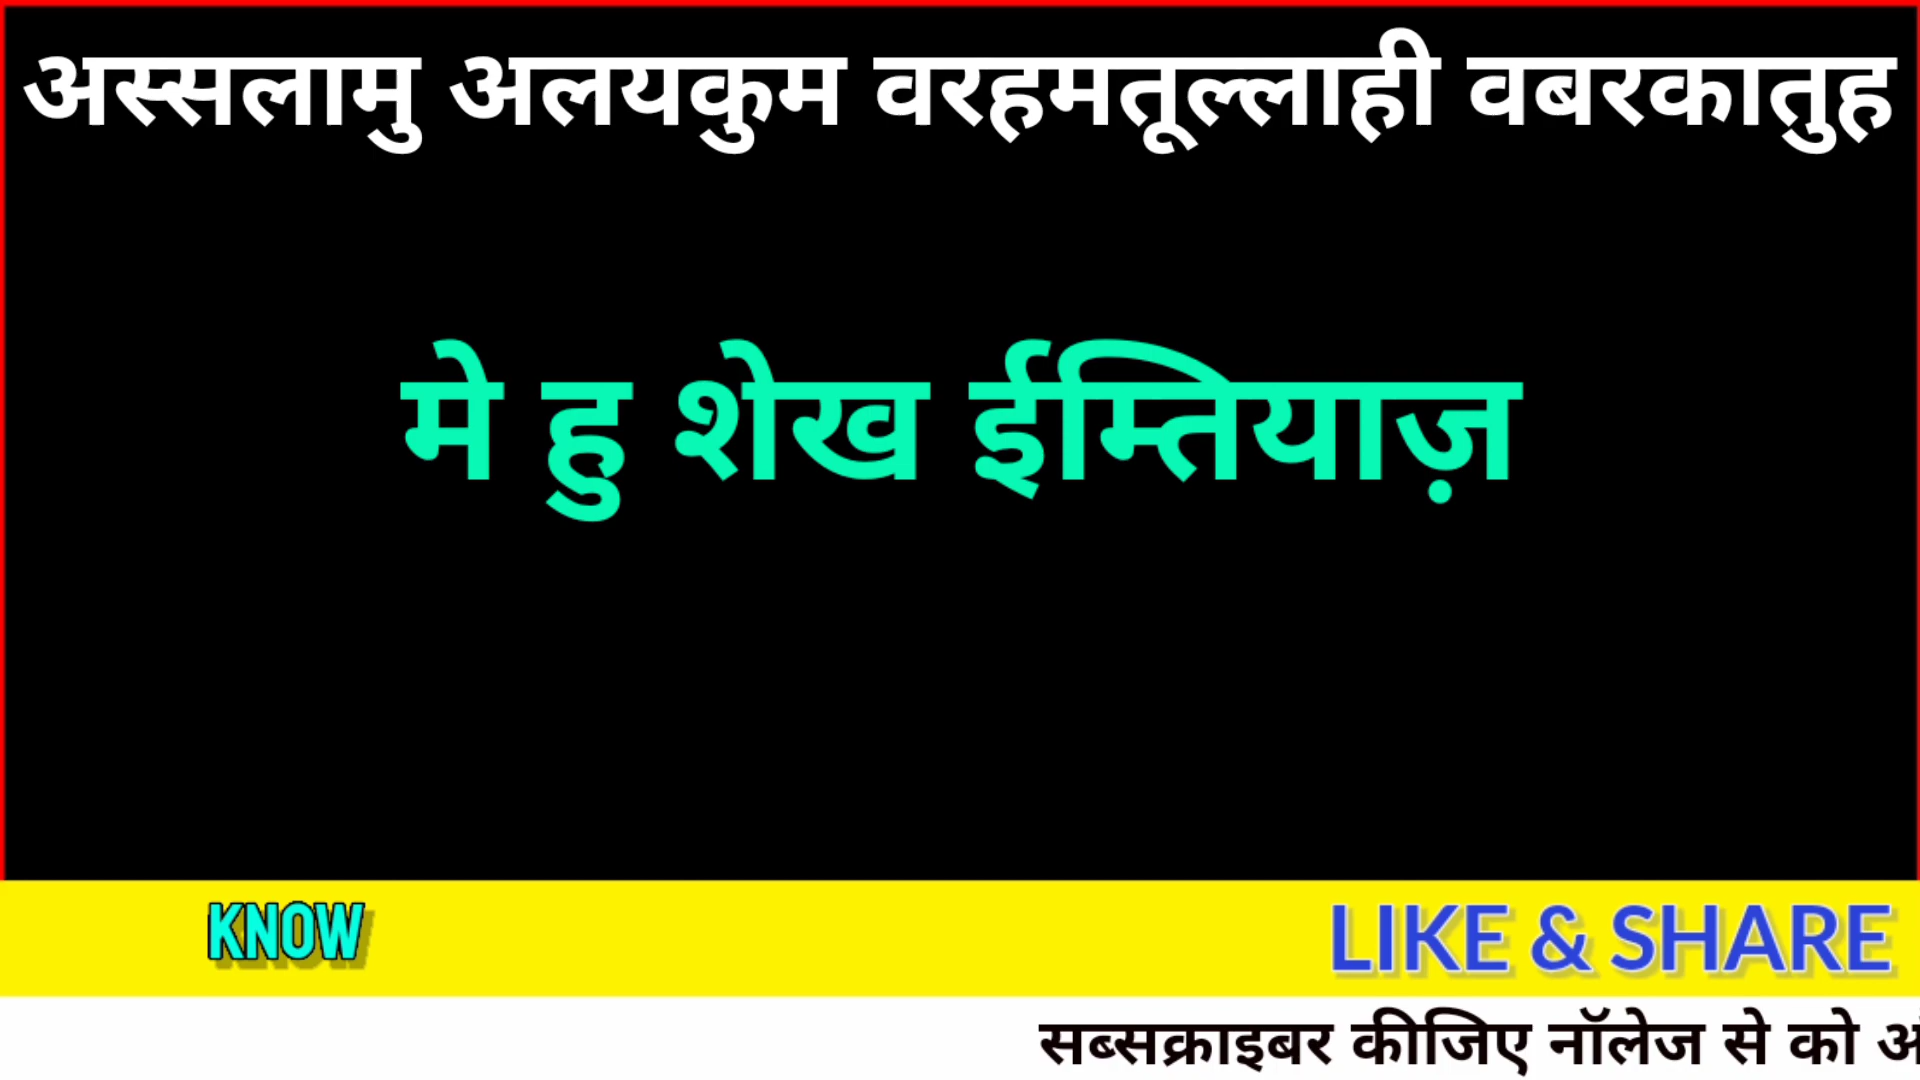 अस्सलामु अलयकुम वरहमतूल्लाही वबरकातुह
मे हु शेख ईम्तियाज़
KNOW
LIKE & SHARE
सब्सक्राइबर कीजिए नॉलेज से को